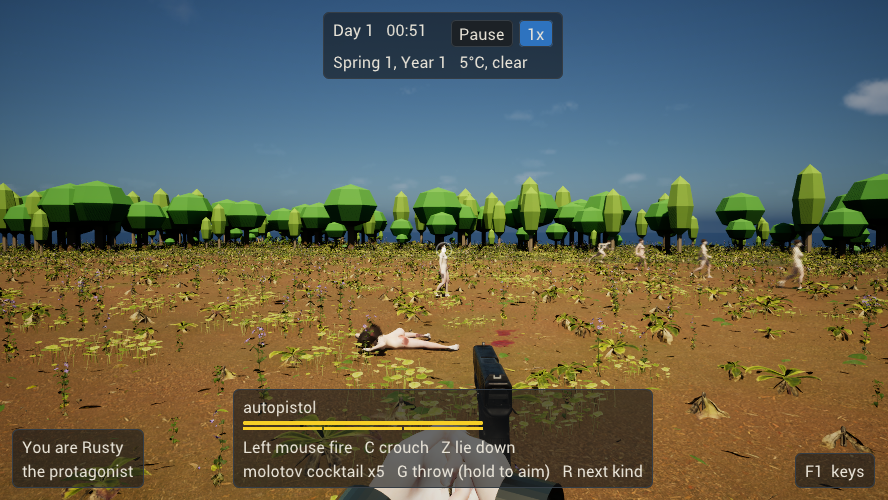 Day 1 00:51 Pause 1x
Spring 1, Year 1 5°C, clear
autopistol
Left mouse fire C crouch Z lie down
molotov cocktail x5 G throw (hold to aim) R next kind
You are Rusty
the protagonist
F1 keys